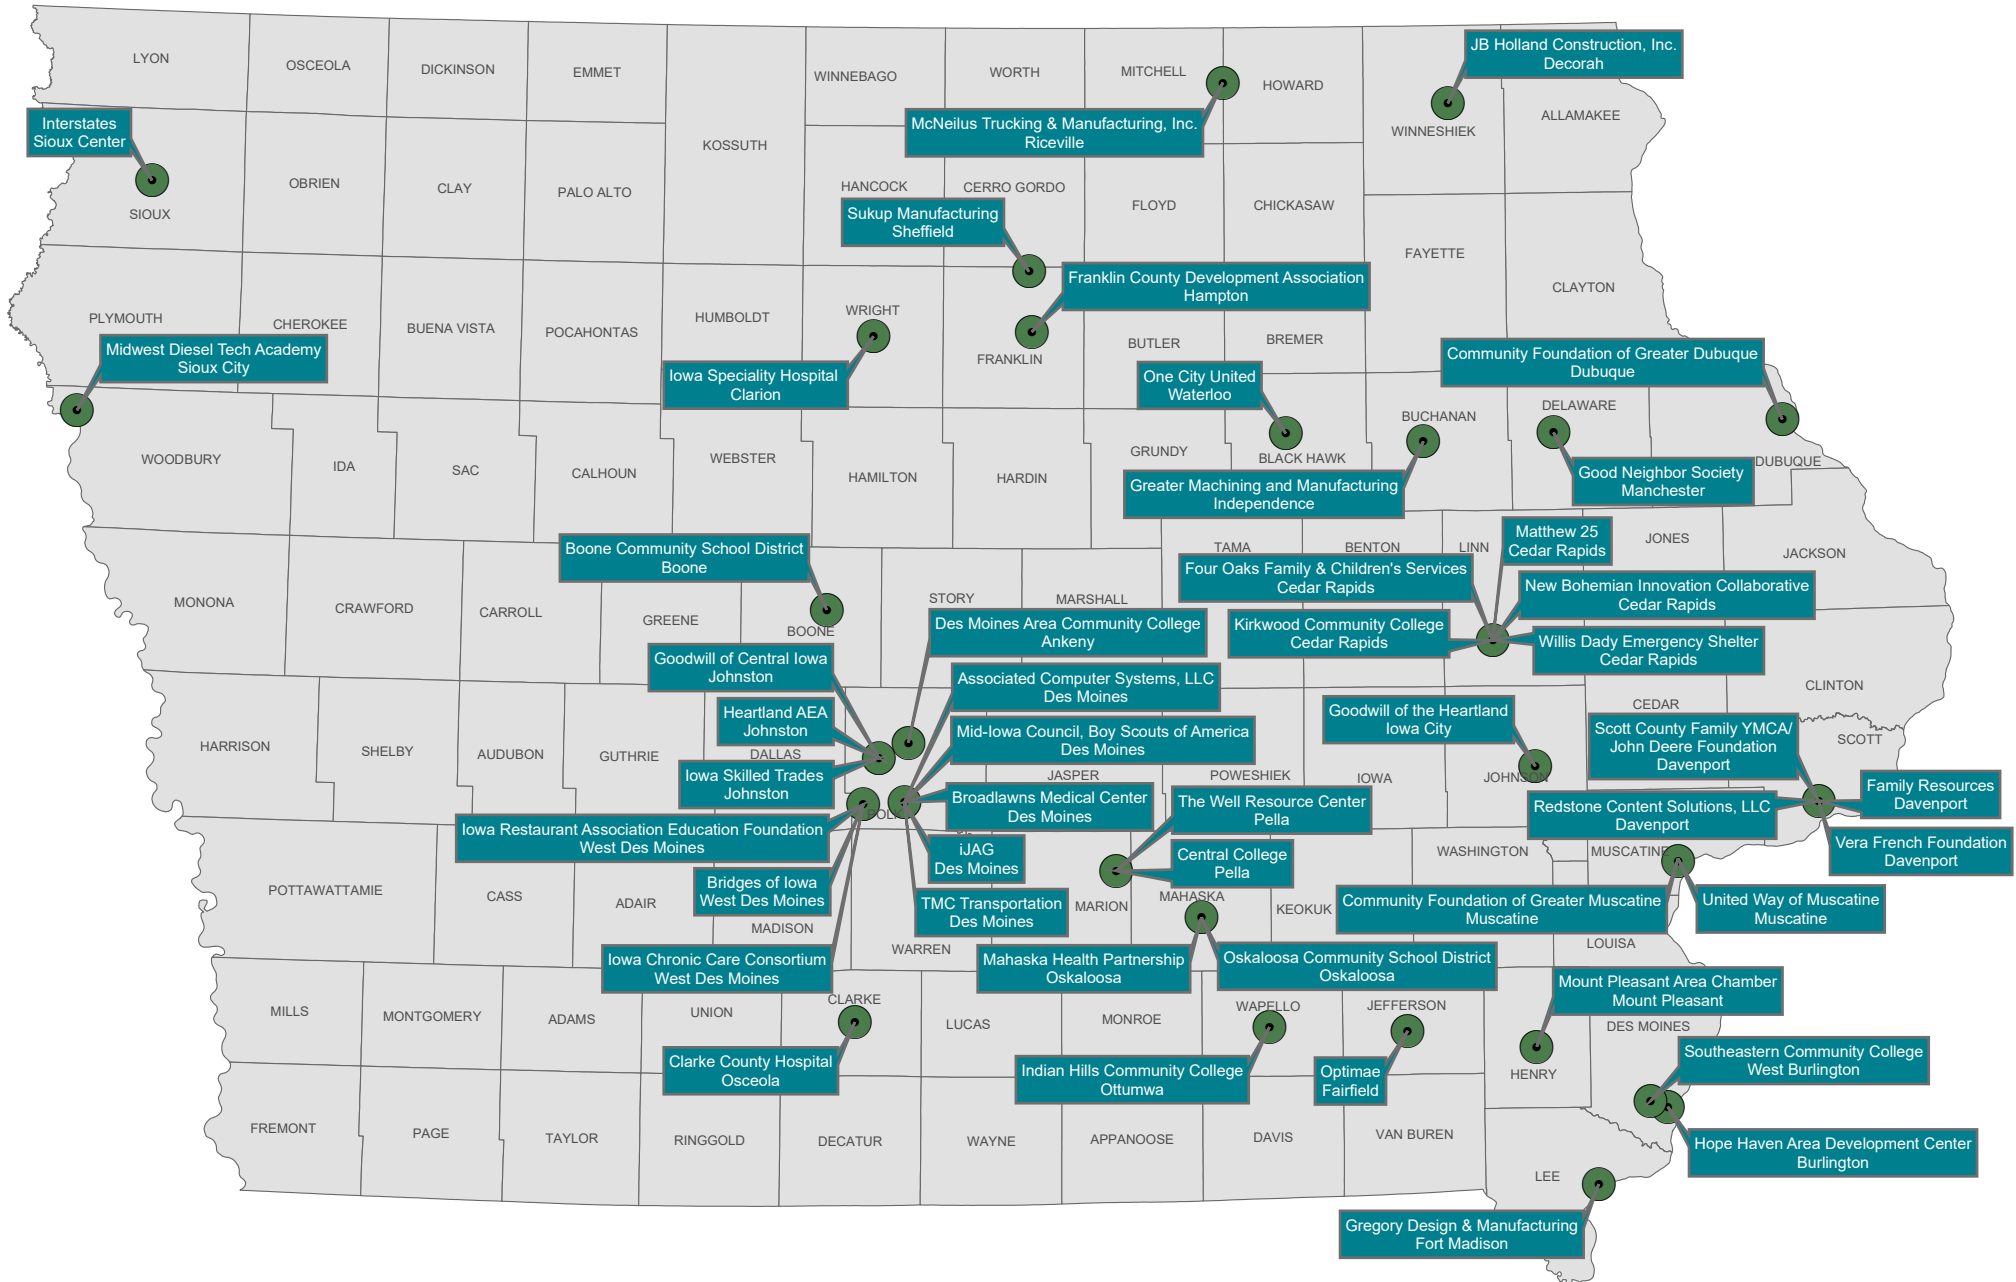 LYON
OSCEOLA
DICKINSON
EMMET
WINNEBAGO
WORTH
MITCHELL
HOWARD
JB Holland Construction, Inc.
Decorah
WINNESHIEK
ALLAMAKEE
Interstates
Sioux Center
McNeilus Trucking & Manufacturing, Inc.
Riceville
KOSSUTH
SIOUX
OBRIEN
CLAY
PALO ALTO
HANCOCK
CERRO GORDO
FLOYD
CHICKASAW
Sukup Manufacturing
Sheffield
FAYETTE
CLAYTON
Franklin County Development Association
Hampton
PLYMOUTH
CHEROKEE
BUENA VISTA
POCAHONTAS
HUMBOLDT
WRIGHT
FRANKLIN
BUTLER
BREMER
Midwest Diesel Tech Academy
Sioux City
Iowa Speciality Hospital
Clarion
One City United
Waterloo
Community Foundation of Greater Dubuque
Dubuque
BUCHANAN
DELAWARE
WOODBURY
IDA
SAC
CALHOUN
WEBSTER
HAMILTON
HARDIN
GRUNDY
BLACK HAWK
DUBUQUE
Greater Machining and Manufacturing
Independence
Good Neighbor Society
Manchester
Boone Community School District
Boone
TAMA
BENTON
LINN
Matthew 25
Cedar Rapids
JONES
JACKSON
Four Oaks Family & Children's Services
Cedar Rapids
New Bohemian Innovation Collaborative
Cedar Rapids
MONONA
CRAWFORD
CARROLL
GREENE
BOONE
STORY
MARSHALL
Des Moines Area Community College
Ankeny
Kirkwood Community College
Cedar Rapids
Willis Dady Emergency Shelter
Cedar Rapids
Goodwill of Central Iowa
Johnston
Associated Computer Systems, LLC
Des Moines
CLINTON
CEDAR
Heartland AEA
Johnston
Mid-Iowa Council, Boy Scouts of America
Des Moines
Goodwill of the Heartland
Iowa City
Scott County Family YMCA/
John Deere Foundation
Davenport
SCOTT
HARRISON
SHELBY
AUDUBON
GUTHRIE
DALLAS
JASPER
POWESHIEK
IOWA
JOHNSON
Iowa Skilled Trades
Johnston
Broadlawns Medical Center
Des Moines
The Well Resource Center
Pella
Redstone Content Solutions, LLC
Davenport
Family Resources
Davenport
POLK
Iowa Restaurant Association Education Foundation
West Des Moines
iJAG
Des Moines
Central College
Pella
WASHINGTON
MUSCATINE
Vera French Foundation
Davenport
POTTAWATTAMIE
CASS
ADAIR
MADISON
Bridges of Iowa
West Des Moines
TMC Transportation
Des Moines
WARREN
MARION
MAHASKA
KEOKUK
Community Foundation of Greater Muscatine
Muscatine
United Way of Muscatine
Muscatine
LOUISA
Iowa Chronic Care Consortium
West Des Moines
Mahaska Health Partnership
Oskaloosa
Oskaloosa Community School District
Oskaloosa
Mount Pleasant Area Chamber
Mount Pleasant
MILLS
MONTGOMERY
ADAMS
UNION
CLARKE
LUCAS
MONROE
WAPELLO
JEFFERSON
DES MOINES
Clarke County Hospital
Osceola
Indian Hills Community College
Ottumwa
Optimae
Fairfield
HENRY
Southeastern Community College
West Burlington
FREMONT
PAGE
TAYLOR
RINGGOLD
DECATUR
WAYNE
APPANOOSE
DAVIS
VAN BUREN
LEE
Hope Haven Area Development Center
Burlington
Gregory Design & Manufacturing
Fort Madison